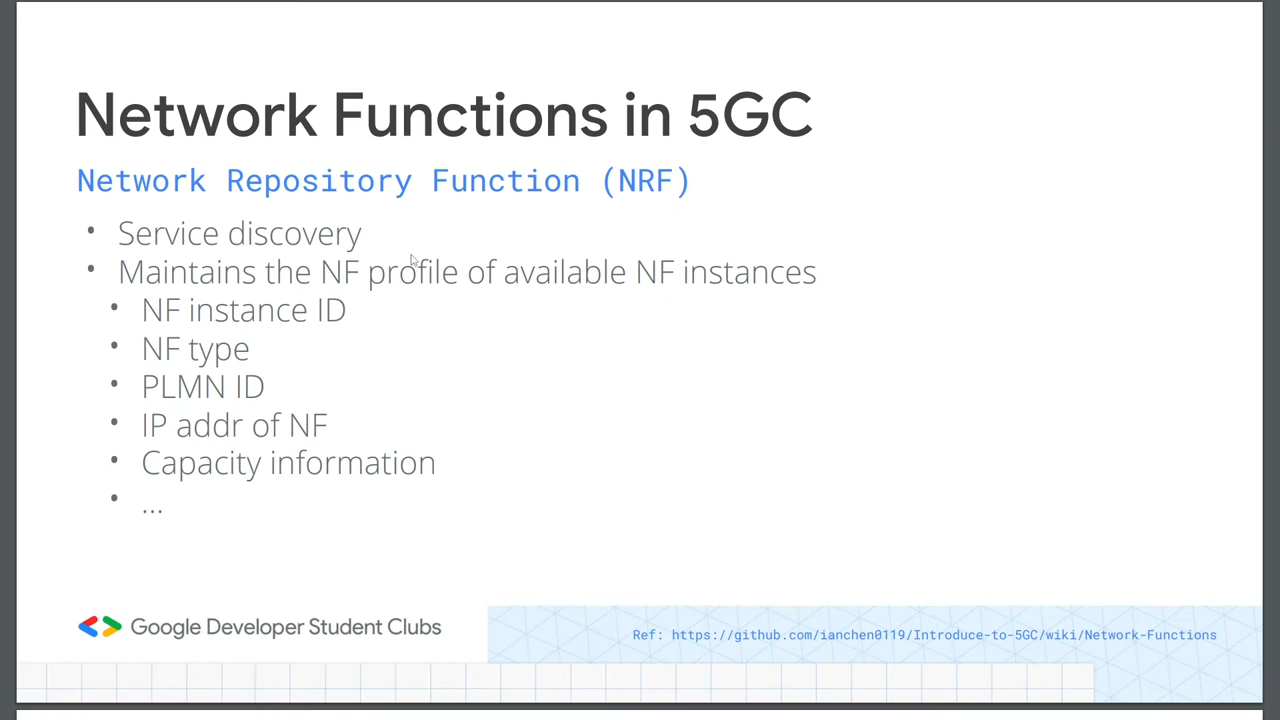 Network Functions in 5GC
Network Repository Function (NRF)
• Service discovery
• Maintains the NF profile of available NF instances
• NF instance ID
• NF type
• PLMN ID
• IP addr of NF
• Capacity information
• ...
Google Developer Student Clubs
Ref: https://github.com/ianchen0119/Introduce-to-5GC/wiki/Network-Functions